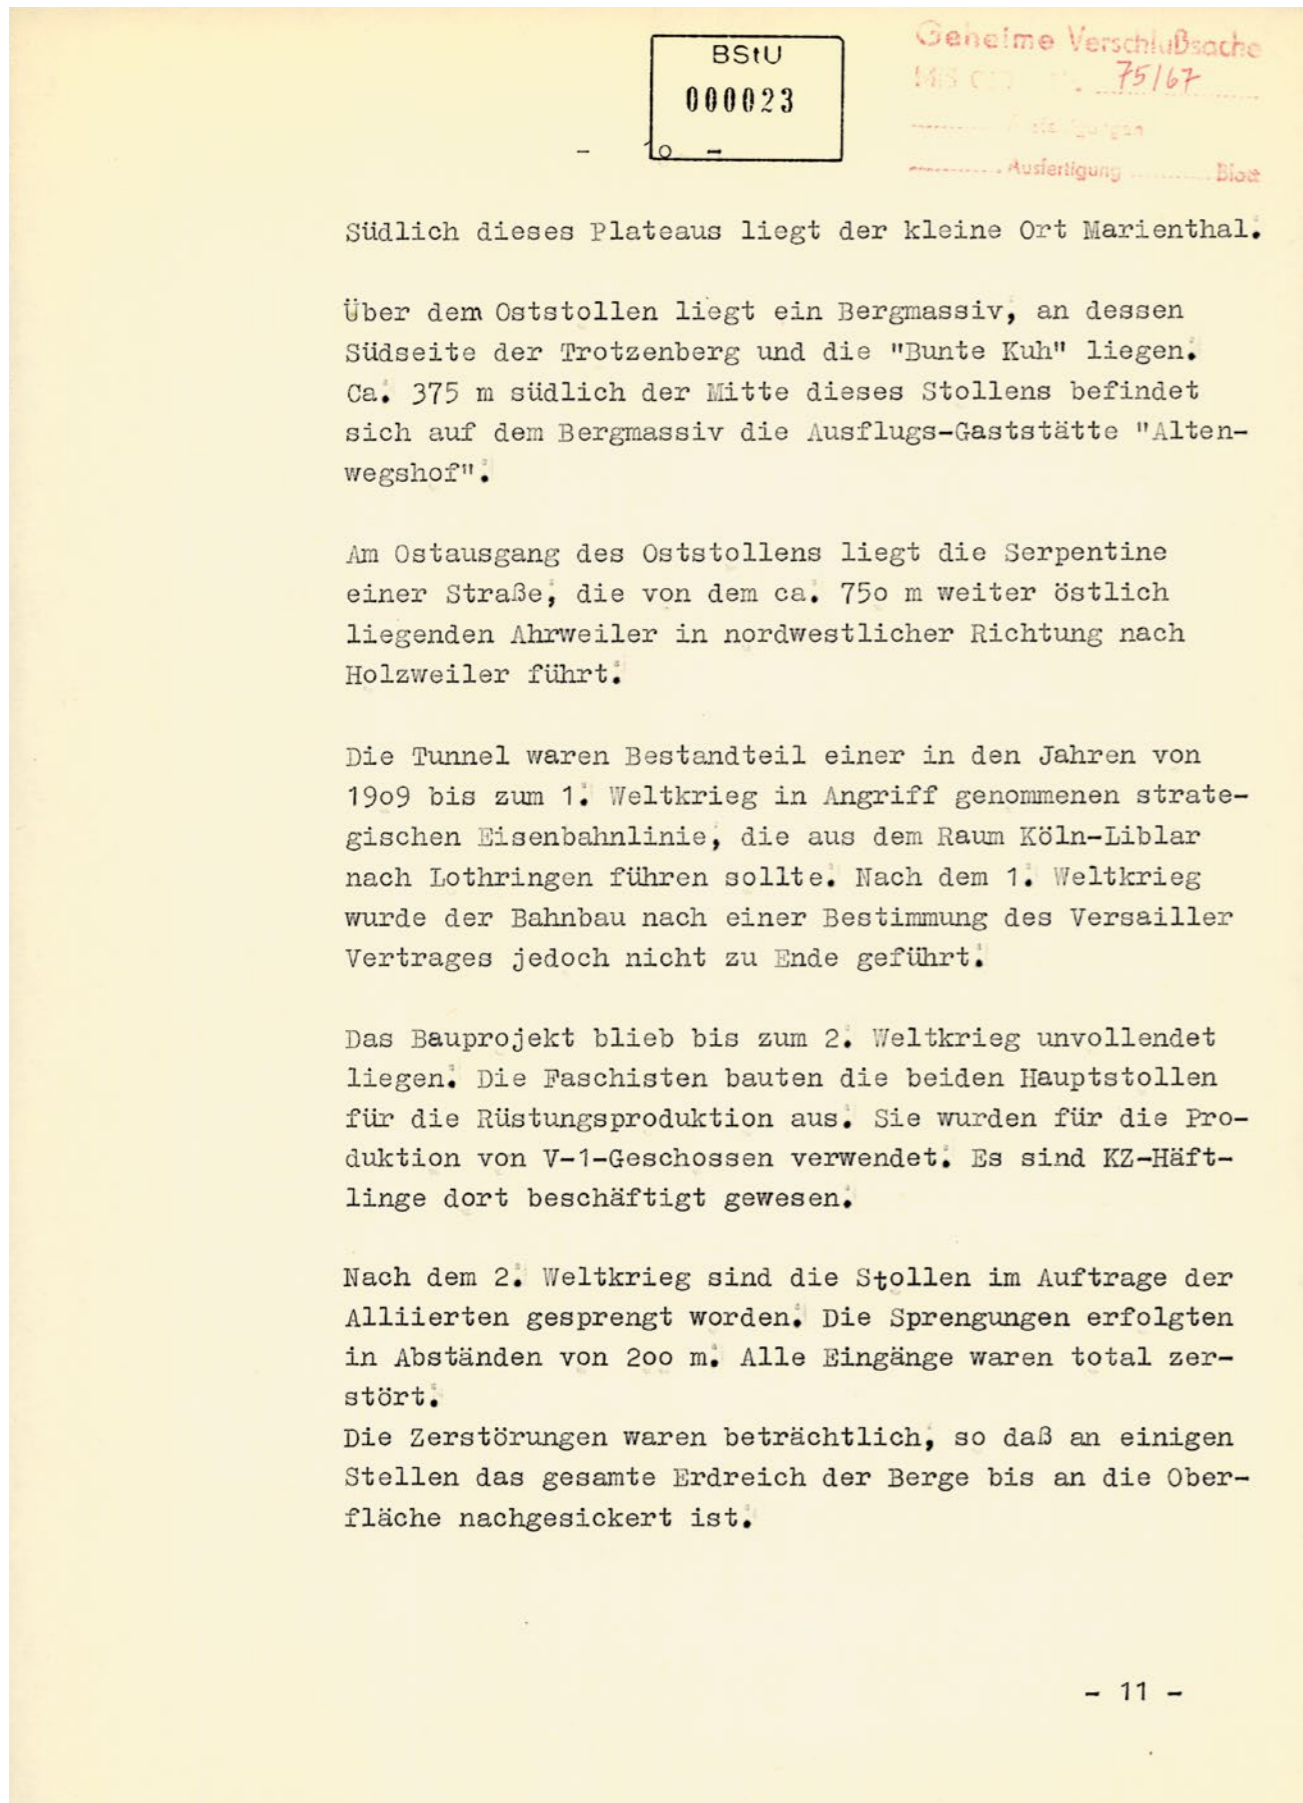 BStU
000023
Geheime Verschlußsache
75/67
Ausfertigung Blatt
- 10 -
Südlich dieses Plateaus liegt der kleine Ort Marienthal.
Über dem Oststollen liegt ein Bergmassiv, an dessen
Südseite der Trotzenberg und die "Bunte Kuh" liegen.
Ca. 375 m südlich der Mitte dieses Stollens befindet
sich auf dem Bergmassiv die Ausflugs-Gaststätte "Alten-
wegshof".
Am Ostausgang des Oststollens liegt die Serpentine
einer Straße, die von dem ca. 75o m weiter östlich
liegenden Ahrweiler in nordwestlicher Richtung nach
Holzweiler führt.
Die Tunnel waren Bestandteil einer in den Jahren von
19o9 bis zum 1. Weltkrieg in Angriff genommenen strate-
gischen Eisenbahnlinie, die aus dem Raum Köln-Liblar
nach Lothringen führen sollte. Nach dem 1. Weltkrieg
wurde der Bahnbau nach einer Bestimmung des Versailler
Vertrages jedoch nicht zu Ende geführt.
Das Bauprojekt blieb bis zum 2. Weltkrieg unvollendet
liegen. Die Faschisten bauten die beiden Hauptstollen
für die Rüstungsproduktion aus. Sie wurden für die Pro-
duktion von V-1-Geschossen verwendet. Es sind KZ-Häft-
linge dort beschäftigt gewesen.
Nach dem 2. Weltkrieg sind die Stollen im Auftrage der
Alliierten gesprengt worden. Die Sprengungen erfolgten
in Abständen von 2oo m. Alle Eingänge waren total zer-
stört.
Die Zerstörungen waren beträchtlich, so daß an einigen
Stellen das gesamte Erdreich der Berge bis an die Ober-
fläche nachgesickert ist.
- 11 -